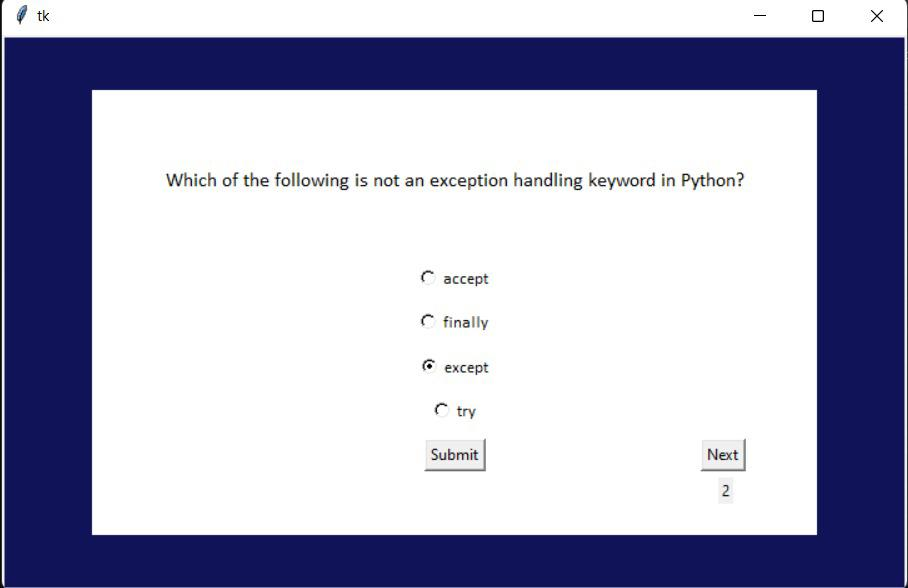 tk
Which of the following is not an exception handling keyword in Python?
accept
finally
except
try
Submit
Next
2